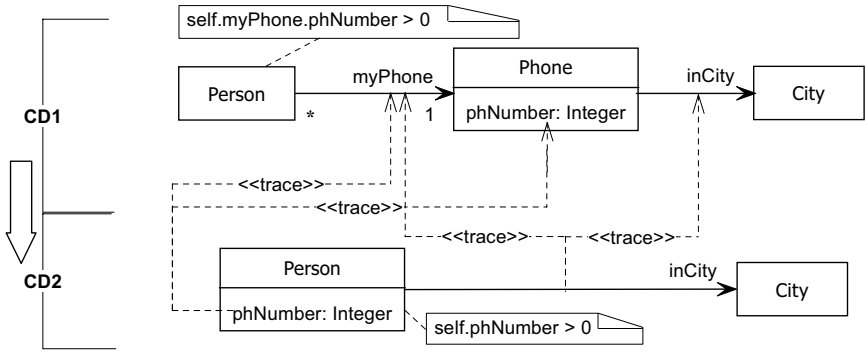 self.myPhone.phNumber > 0
Person
myPhone
*
1
Phone
phNumber: Integer
inCity
City
CD1
<<trace>>
<<trace>>
<<trace>>
<<trace>>
CD2
Person
phNumber: Integer
inCity
City
self.phNumber > 0